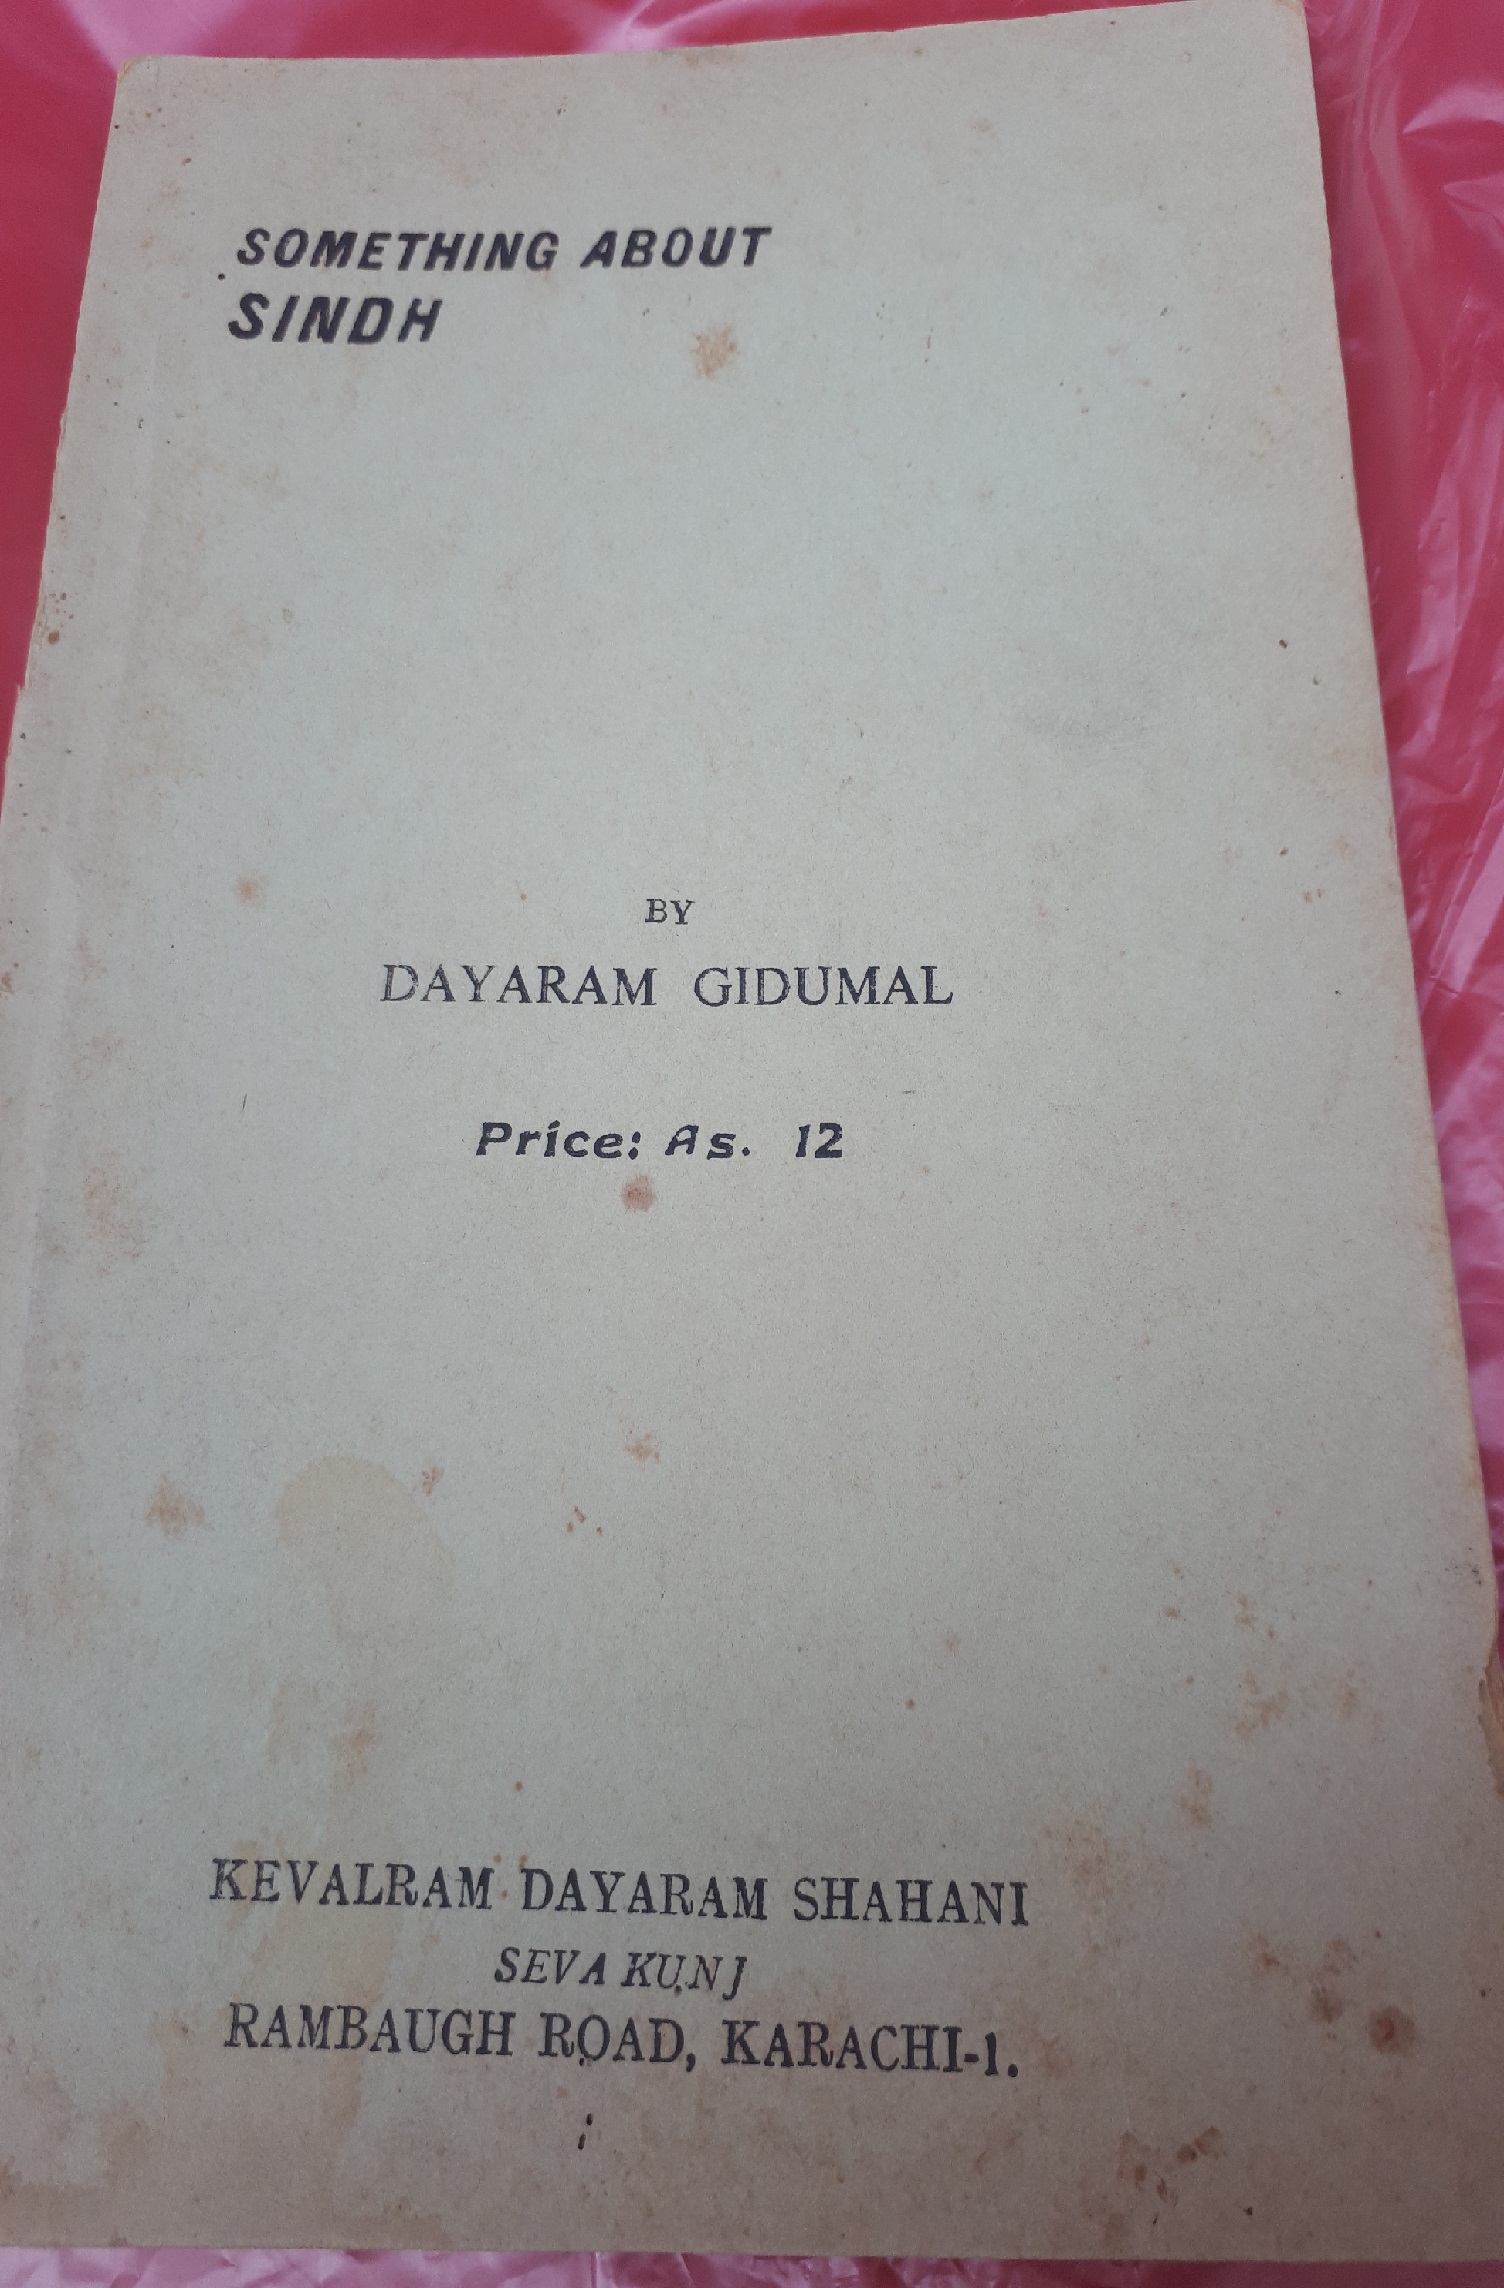 SOMETHING ABOUT
SINDH
BY
DAYARAM GIDUMAL
Price: As. 12
KEVALRAM DAYARAM SHAHANI
SEVA KUNJ
RAMBAUGH ROAD, KARACHI-1.